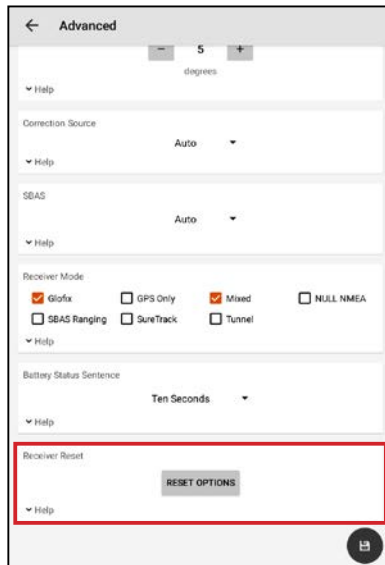 Advanced
− 5 +
degrees
Help
Correction Source
Auto
Help
SBAS
Auto
Help
Receiver Mode
Glofix GPS Only Mixed NULL NMEA
SBAS Ranging SureTrack Tunnel
Help
Battery Status Sentence
Ten Seconds
Help
Receiver Reset
RESET OPTIONS
Help